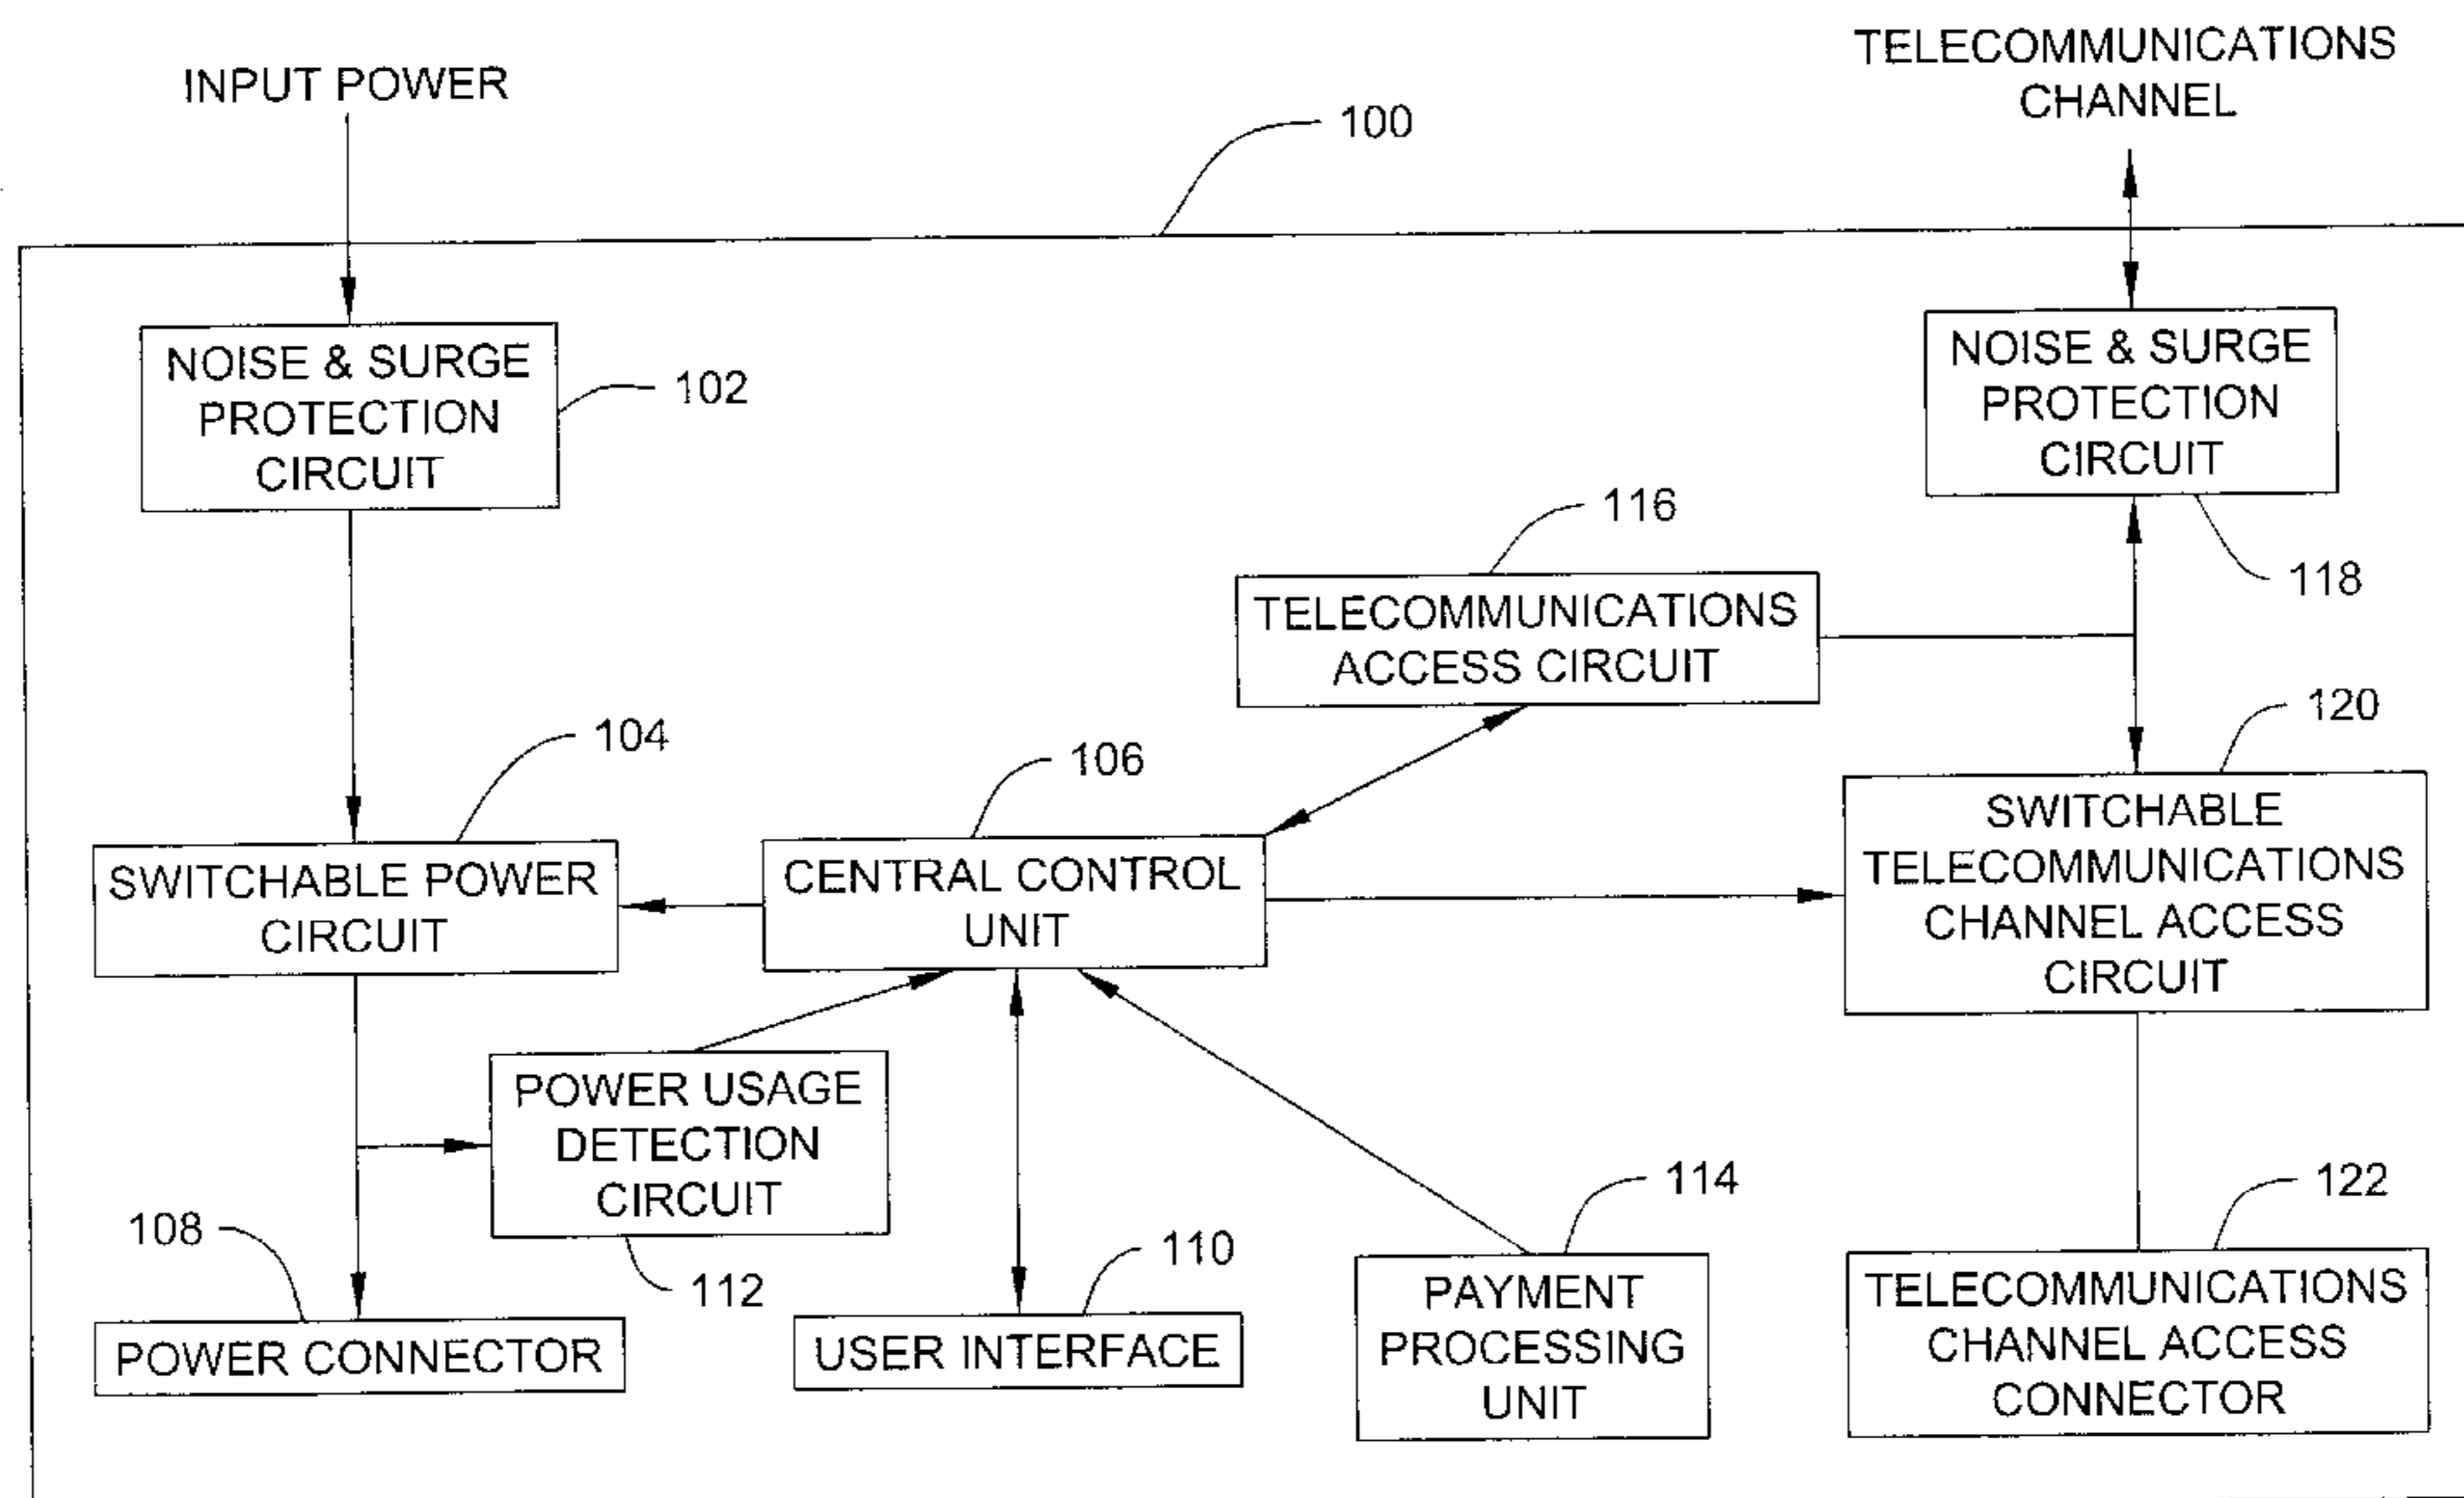 INPUT POWER
TELECOMMUNICATIONS
CHANNEL
100
NOISE & SURGE
PROTECTION
CIRCUIT
102
NOISE & SURGE
PROTECTION
CIRCUIT
118
116
TELECOMMUNICATIONS
ACCESS CIRCUIT
104
SWITCHABLE POWER
CIRCUIT
106
CENTRAL CONTROL
UNIT
120
SWITCHABLE
TELECOMMUNICATIONS
CHANNEL ACCESS
CIRCUIT
POWER USAGE
DETECTION
CIRCUIT
112
108
POWER CONNECTOR
110
USER INTERFACE
114
PAYMENT
PROCESSING
UNIT
122
TELECOMMUNICATIONS
CHANNEL ACCESS
CONNECTOR